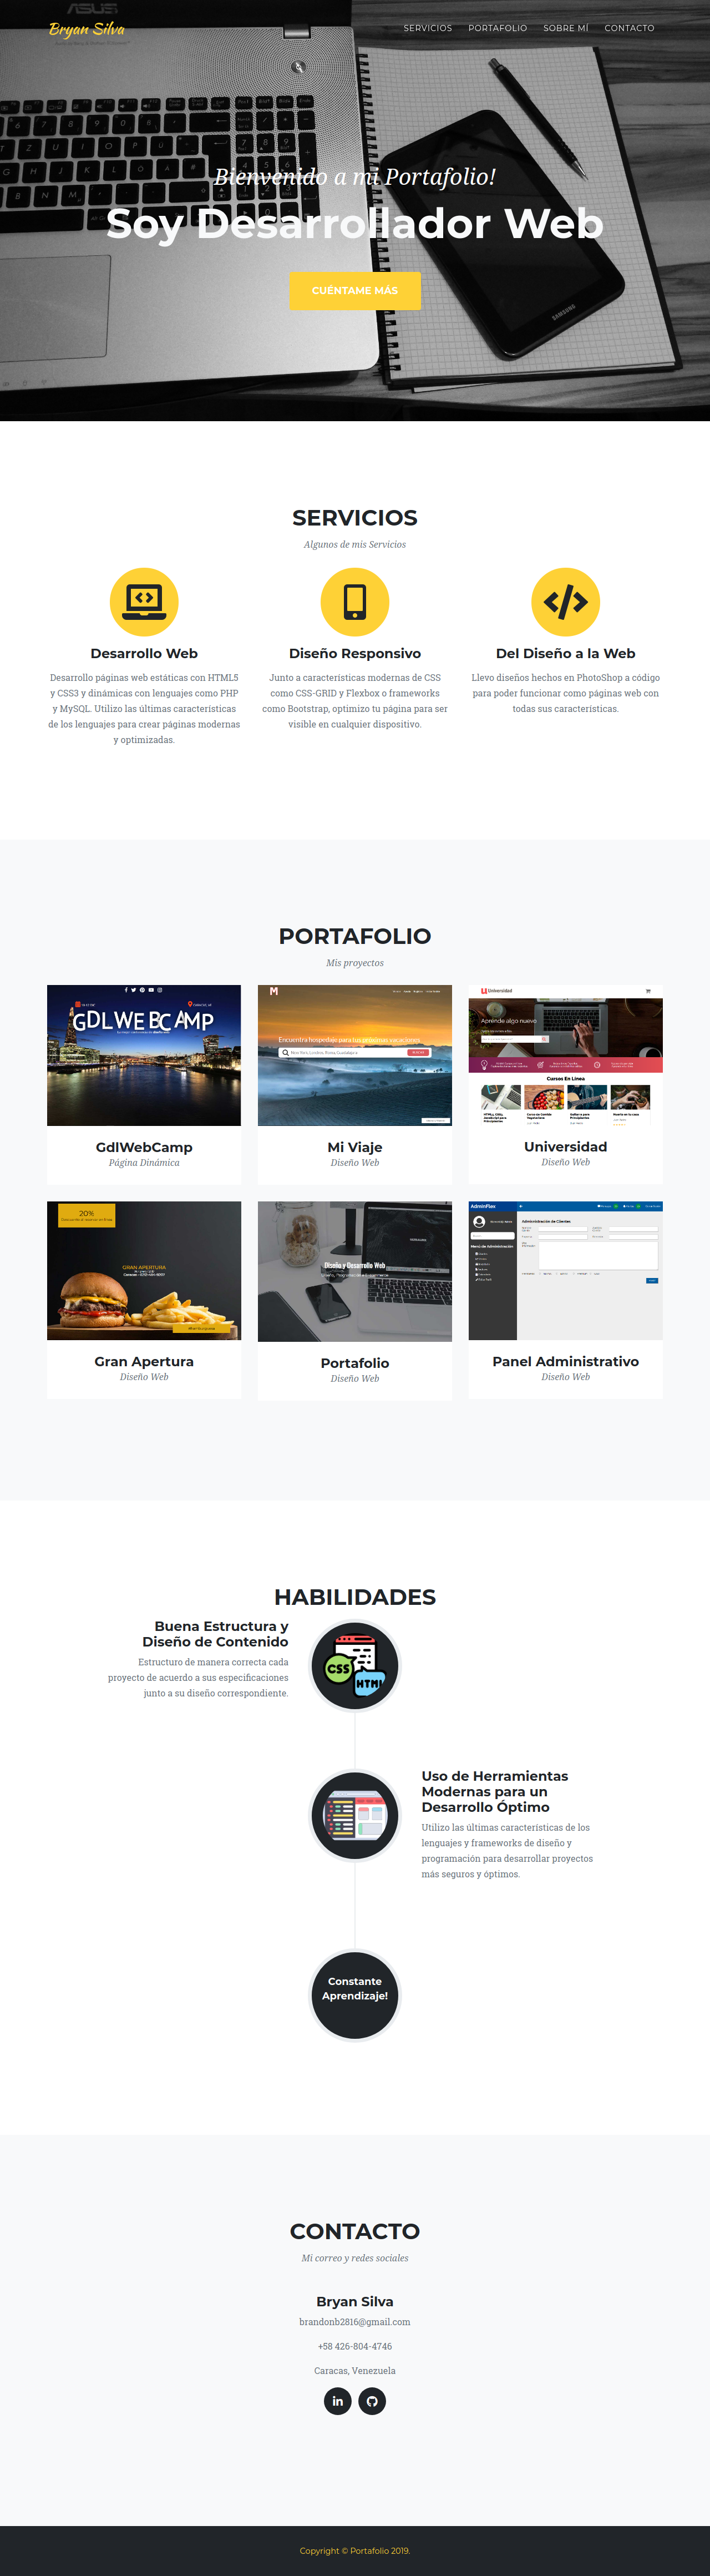 ASUS
Bryan Silva
SERVICIOS
PORTAFOLIO
SOBRE MÍ
CONTACTO
Bienvenido a mi Portafolio!
Soy Desarrollador Web
CUÉNTAME MÁS
SAMSUNG
SERVICIOS
Algunos de mis Servicios
Desarrollo Web
Desarrollo páginas web estáticas con HTML5
y CSS3 y dinámicas con lenguajes como PHP
y MySQL. Utilizo las últimas características
de los lenguajes para crear páginas modernas
y optimizadas.
Diseño Responsivo
Junto a características modernas de CSS
como CSS-GRID y Flexbox o frameworks
como Bootstrap, optimizo tu página para ser
visible en cualquier dispositivo.
Del Diseño a la Web
Llevo diseños hechos en PhotoShop a código
para poder funcionar como páginas web con
todas sus características.
PORTAFOLIO
Mis proyectos
GDLWEBCAMP
GdlWebCamp
Página Dinámica
M
Encuentra hospedaje para tus próximas vacaciones
Mi Viaje
Diseño Web
Universidad
Aprende algo nuevo
Cursos En Línea
Universidad
Diseño Web
20%
GRAN APERTURA
Gran Apertura
Diseño Web
Diseño y Desarrollo Web
Portafolio
Diseño Web
AdminFlex
Administración de Clientes
Menú de Administración
Panel Administrativo
Diseño Web
HABILIDADES
Buena Estructura y
Diseño de Contenido
Estructuro de manera correcta cada
proyecto de acuerdo a sus especificaciones
junto a su diseño correspondiente.
CSS
HTML
Uso de Herramientas
Modernas para un
Desarrollo Óptimo
Utilizo las últimas características de los
lenguajes y frameworks de diseño y
programación para desarrollar proyectos
más seguros y óptimos.
Constante
Aprendizaje!
CONTACTO
Mi correo y redes sociales
Bryan Silva
brandonb2816@gmail.com
+58 426-804-4746
Caracas, Venezuela
in
Copyright © Portafolio 2019.